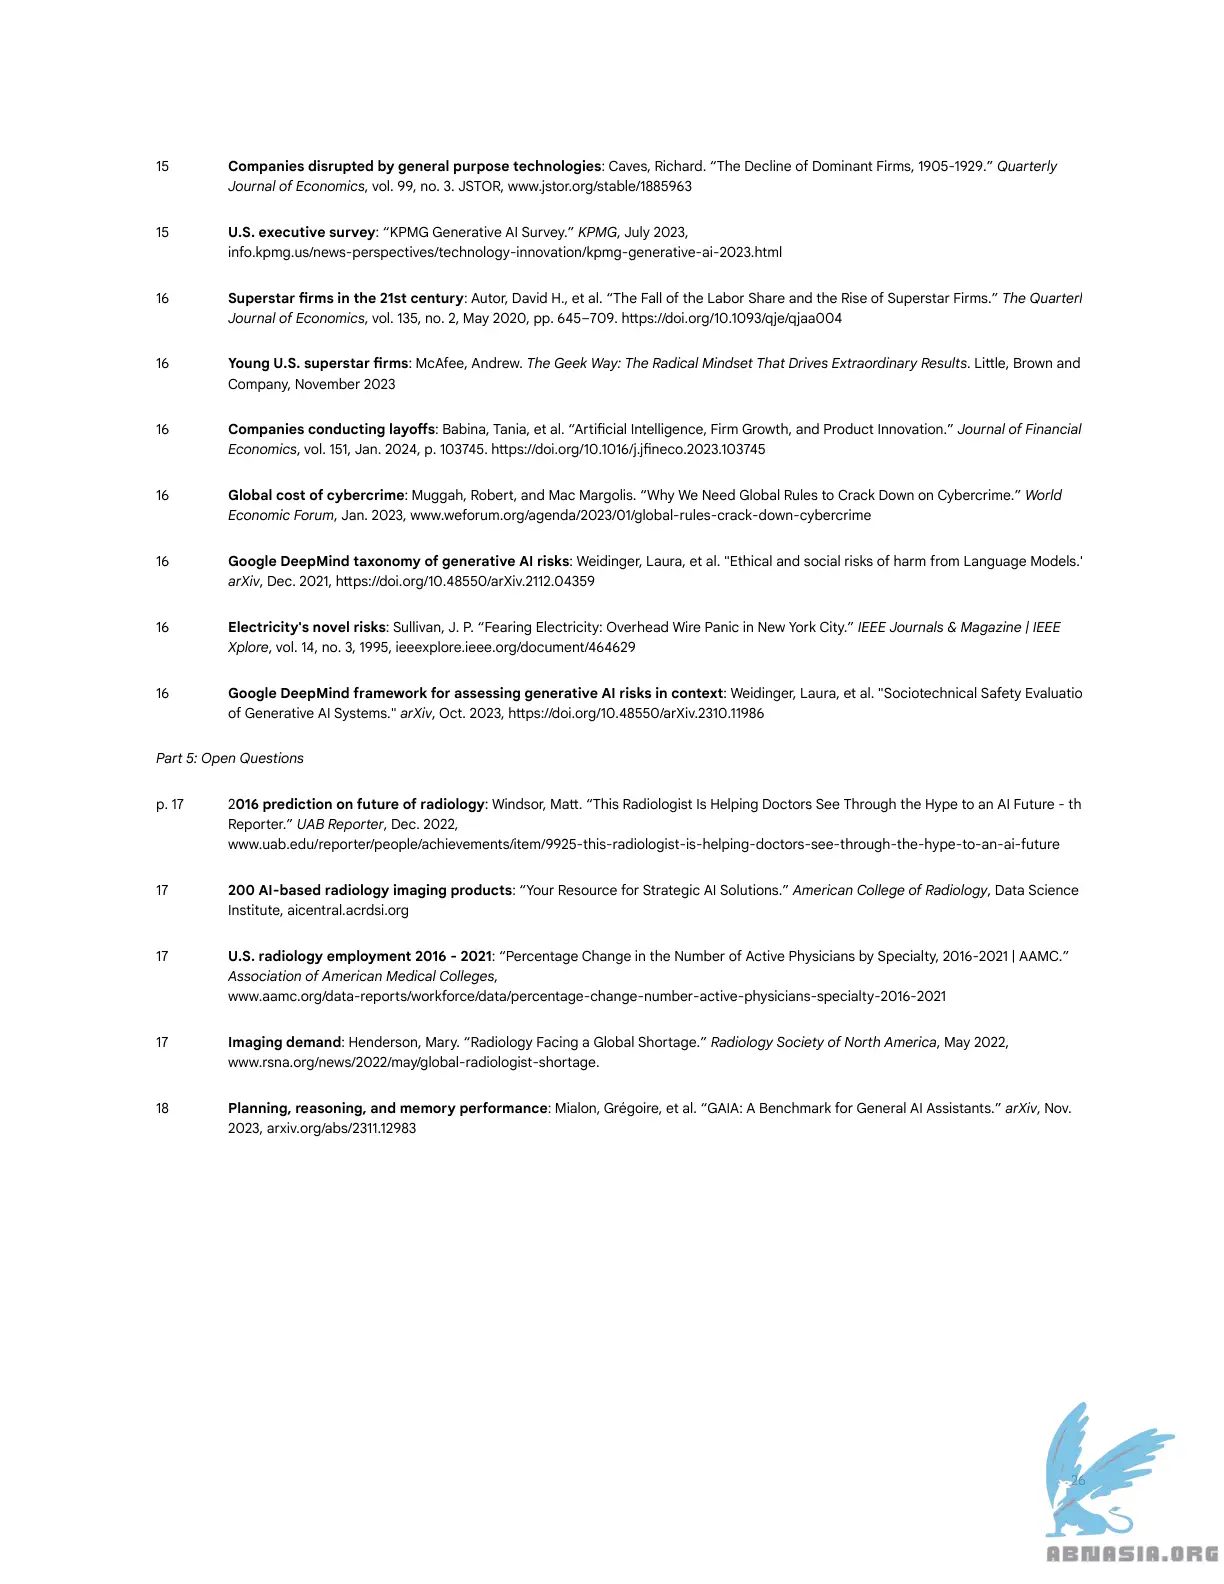 15 Companies disrupted by general purpose technologies: Caves, Richard. “The Decline of Dominant Firms, 1905-1929.” Quarterly
Journal of Economics, vol. 99, no. 3. JSTOR, www.jstor.org/stable/1885963
15 U.S. executive survey: “KPMG Generative AI Survey.” KPMG, July 2023,
info.kpmg.us/news-perspectives/technology-innovation/kpmg-generative-ai-2023.html
16 Superstar firms in the 21st century: Autor, David H., et al. “The Fall of the Labor Share and the Rise of Superstar Firms.” The Quarterl
Journal of Economics, vol. 135, no. 2, May 2020, pp. 645–709. https://doi.org/10.1093/qje/qjaa004
16 Young U.S. superstar firms: McAfee, Andrew. The Geek Way: The Radical Mindset That Drives Extraordinary Results. Little, Brown and
Company, November 2023
16 Companies conducting layoffs: Babina, Tania, et al. “Artificial Intelligence, Firm Growth, and Product Innovation.” Journal of Financial
Economics, vol. 151, Jan. 2024, p. 103745. https://doi.org/10.1016/j.jfineco.2023.103745
16 Global cost of cybercrime: Muggah, Robert, and Mac Margolis. “Why We Need Global Rules to Crack Down on Cybercrime.” World
Economic Forum, Jan. 2023, www.weforum.org/agenda/2023/01/global-rules-crack-down-cybercrime
16 Google DeepMind taxonomy of generative AI risks: Weidinger, Laura, et al. "Ethical and social risks of harm from Language Models.'
arXiv, Dec. 2021, https://doi.org/10.48550/arXiv.2112.04359
16 Electricity's novel risks: Sullivan, J. P. “Fearing Electricity: Overhead Wire Panic in New York City.” IEEE Journals & Magazine | IEEE
Xplore, vol. 14, no. 3, 1995, ieeexplore.ieee.org/document/464629
16 Google DeepMind framework for assessing generative AI risks in context: Weidinger, Laura, et al. "Sociotechnical Safety Evaluatio
of Generative AI Systems." arXiv, Oct. 2023, https://doi.org/10.48550/arXiv.2310.11986
Part 5: Open Questions
p. 17 2016 prediction on future of radiology: Windsor, Matt. “This Radiologist Is Helping Doctors See Through the Hype to an AI Future - th
Reporter.” UAB Reporter, Dec. 2022,
www.uab.edu/reporter/people/achievements/item/9925-this-radiologist-is-helping-doctors-see-through-the-hype-to-an-ai-future
17 200 AI-based radiology imaging products: “Your Resource for Strategic AI Solutions.” American College of Radiology, Data Science
Institute, aicentral.acrdsi.org
17 U.S. radiology employment 2016 - 2021: “Percentage Change in the Number of Active Physicians by Specialty, 2016-2021 | AAMC.”
Association of American Medical Colleges,
www.aamc.org/data-reports/workforce/data/percentage-change-number-active-physicians-specialty-2016-2021
17 Imaging demand: Henderson, Mary. “Radiology Facing a Global Shortage.” Radiology Society of North America, May 2022,
www.rsna.org/news/2022/may/global-radiologist-shortage.
18 Planning, reasoning, and memory performance: Mialon, Grégoire, et al. “GAIA: A Benchmark for General AI Assistants.” arXiv, Nov.
2023, arxiv.org/abs/2311.12983
26
ABNASIA.ORG